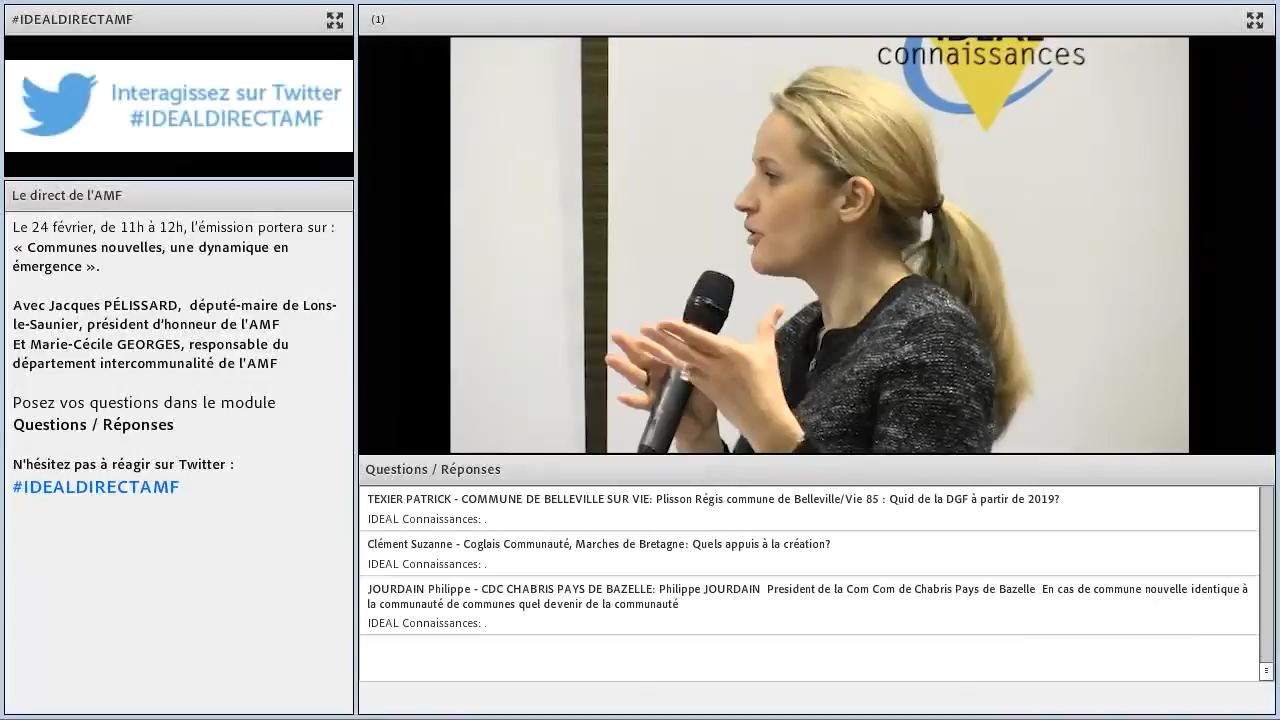 #IDEALDIRECTAMF
Interagissez sur Twitter
#IDEALDIRECTAMF
Le direct de l'AMF
Le 24 février, de 11h à 12h, l'émission portera sur :
« Communes nouvelles, une dynamique en
émergence ».
Avec Jacques PÉLISSARD, député-maire de Lons-
le-Saunier, président d'honneur de l'AMF
Et Marie-Cécile GEORGES, responsable du
département intercommunalité de l'AMF
Posez vos questions dans le module
Questions / Réponses
N'hésitez pas à réagir sur Twitter :
#IDEALDIRECTAMF
(1)
IDEAL
connaissances
Questions / Réponses
TEXIER PATRICK - COMMUNE DE BELLEVILLE SUR VIE: Plisson Régis commune de Belleville/Vie 85 : Quid de la DGF à partir de 2019?
IDEAL Connaissances: .
Clément Suzanne - Coglais Communauté, Marches de Bretagne: Quels appuis à la création?
IDEAL Connaissances: .
JOURDAIN Philippe - CDC CHABRIS PAYS DE BAZELLE: Philippe JOURDAIN  President de la Com Com de Chabris Pays de Bazelle  En cas de commune nouvelle identique à
la communauté de communes quel devenir de la communauté
IDEAL Connaissances: .